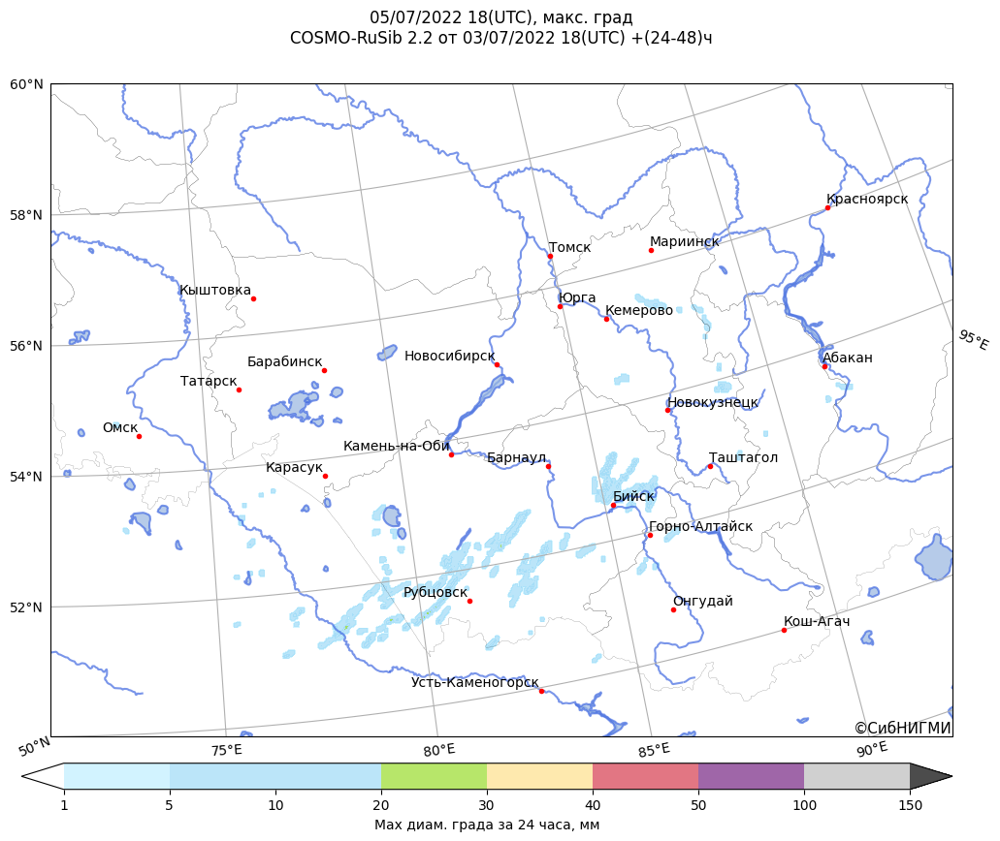 05/07/2022 18(UTC), макс. град
COSMO-RuSib 2.2 от 03/07/2022 18(UTC) +(24-48)ч
60°N
58°N
56°N
54°N
52°N
50°N
75°E
80°E
85°E
90°E
95°E
Красноярск
Мариинск
Томск
Кыштовка
Юрга
Кемерово
Барабинск
Новосибирск
Абакан
Татарск
Новокузнецк
Омск
Камень-на-Оби
Барнаул
Таштагол
Карасук
Бийск
Горно-Алтайск
Рубцовск
Онгудай
Кош-Агач
Усть-Каменогорск
©СибНИГМИ
1 5 10 20 30 40 50 100 150
Мах диам. града за 24 часа, мм